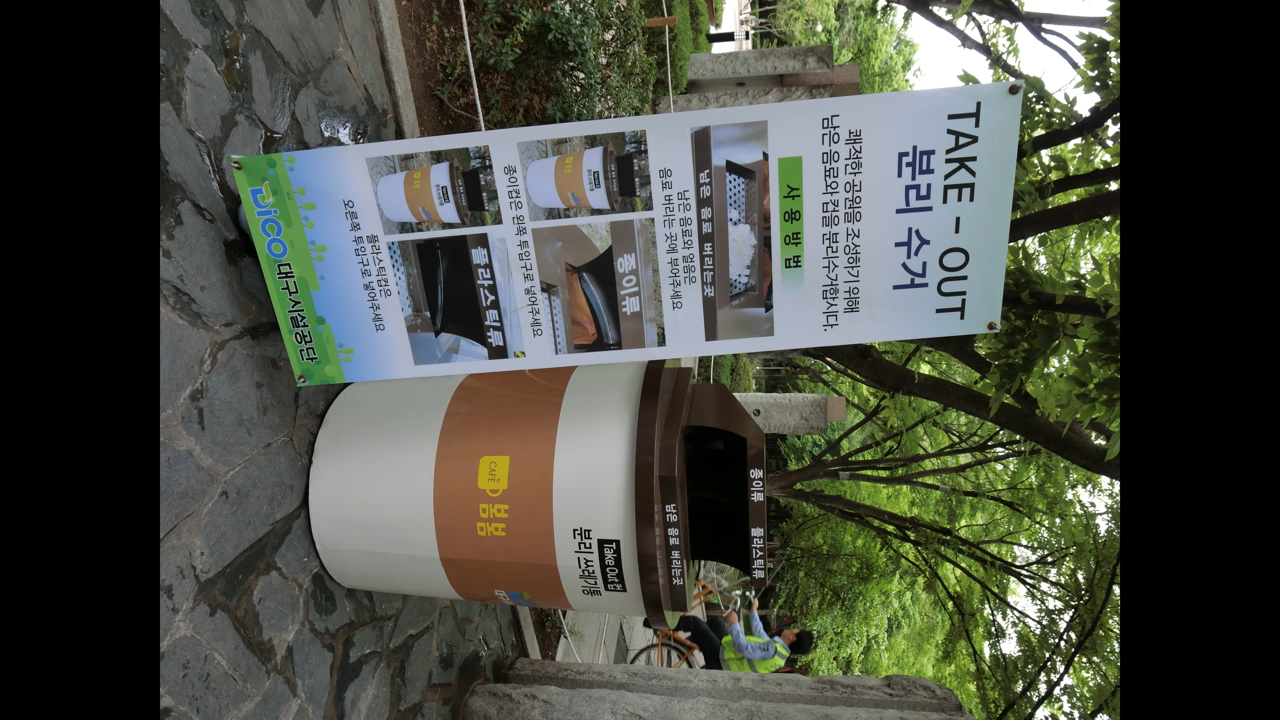 TAKE - OUT
분리 수거
쾌적한 공원을 조성하기 위해
남은 음료와 컵을 분리수거합시다.
사용방법
남은 음료 버리는곳
남은 음료와 얼음은
음료 버리는 곳에 부어주세요
종이류
종이컵은 왼쪽 투입구로 넣어주세요
플라스틱류
플라스틱컵은
오른쪽 투입구로 넣어주세요
DICO 대구시설공단
종이류 플라스틱류
남은 음료 버리는곳
Take Out 컵
분리 쓰레기통
CAFE
봄봄